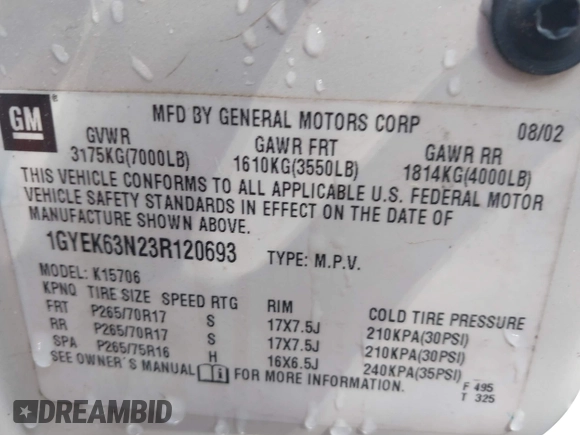 GM
MFD BY GENERAL MOTORS CORP 08/02
GVWR GAWR FRT GAWR RR
3175KG(7000LB) 1610KG(3550LB) 1814KG(4000LB)
THIS VEHICLE CONFORMS TO ALL APPLICABLE U.S. FEDERAL MOTOR
VEHICLE SAFETY STANDARDS IN EFFECT ON THE DATE OF
MANUFACTURE SHOWN ABOVE.
1GYEK63N23R120693 TYPE: M.P.V.
MODEL: K15706
KPNQ TIRE SIZE SPEED RTG RIM COLD TIRE PRESSURE
FRT P265/70R17 S 17X7.5J 210KPA(30PSI)
RR P265/70R17 S 17X7.5J 210KPA(30PSI)
SPA P265/75R16 H 16X6.5J 240KPA(35PSI)
SEE OWNER'S MANUAL FOR MORE INFORMATION. F 495
T 325
DREAMBID